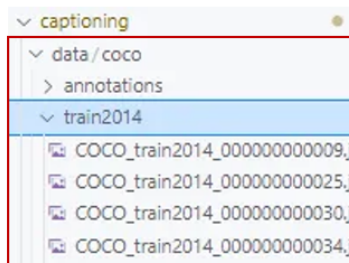 captioning
data/coco
annotations
train2014
COCO_train2014_000000000009.
COCO_train2014_000000000025.
COCO_train2014_000000000030.
COCO_train2014_000000000034.